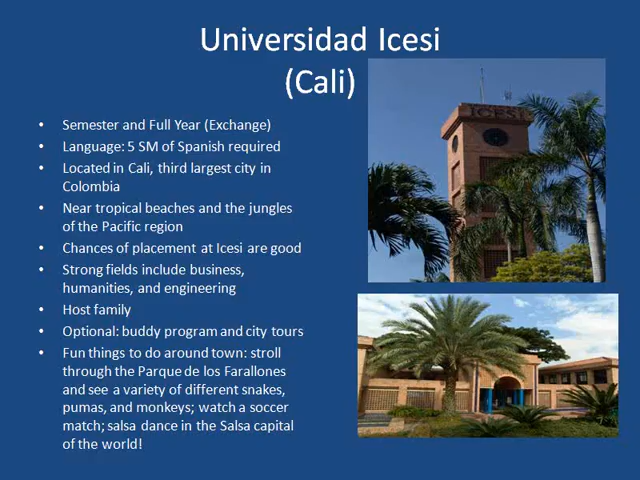 Universidad Icesi
(Cali)
• Semester and Full Year (Exchange)
• Language: 5 SM of Spanish required
• Located in Cali, third largest city in
Colombia
• Near tropical beaches and the jungles
of the Pacific region
• Chances of placement at Icesi are good
• Strong fields include business,
humanities, and engineering
• Host family
• Optional: buddy program and city tours
• Fun things to do around town: stroll
through the Parque de los Farallones
and see a variety of different snakes,
pumas, and monkeys; watch a soccer
match; salsa dance in the Salsa capital
of the world!
ICESI